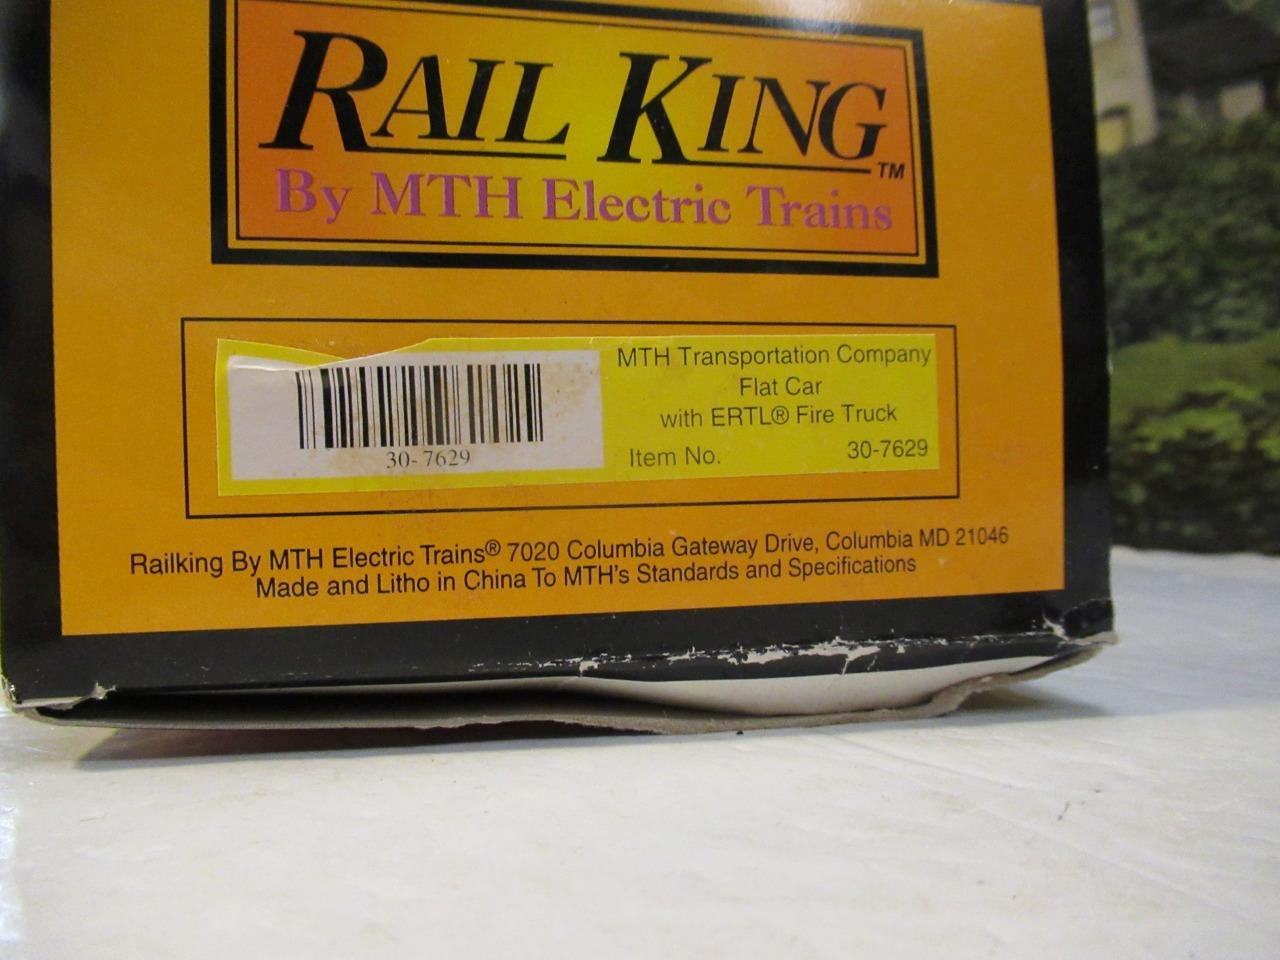 RAIL KING™
By MTH Electric Trains
MTH Transportation Company
Flat Car
with ERTL® Fire Truck
Item No. 30-7629
30-7629
Railking By MTH Electric Trains® 7020 Columbia Gateway Drive, Columbia MD 21046
Made and Litho in China To MTH's Standards and Specifications